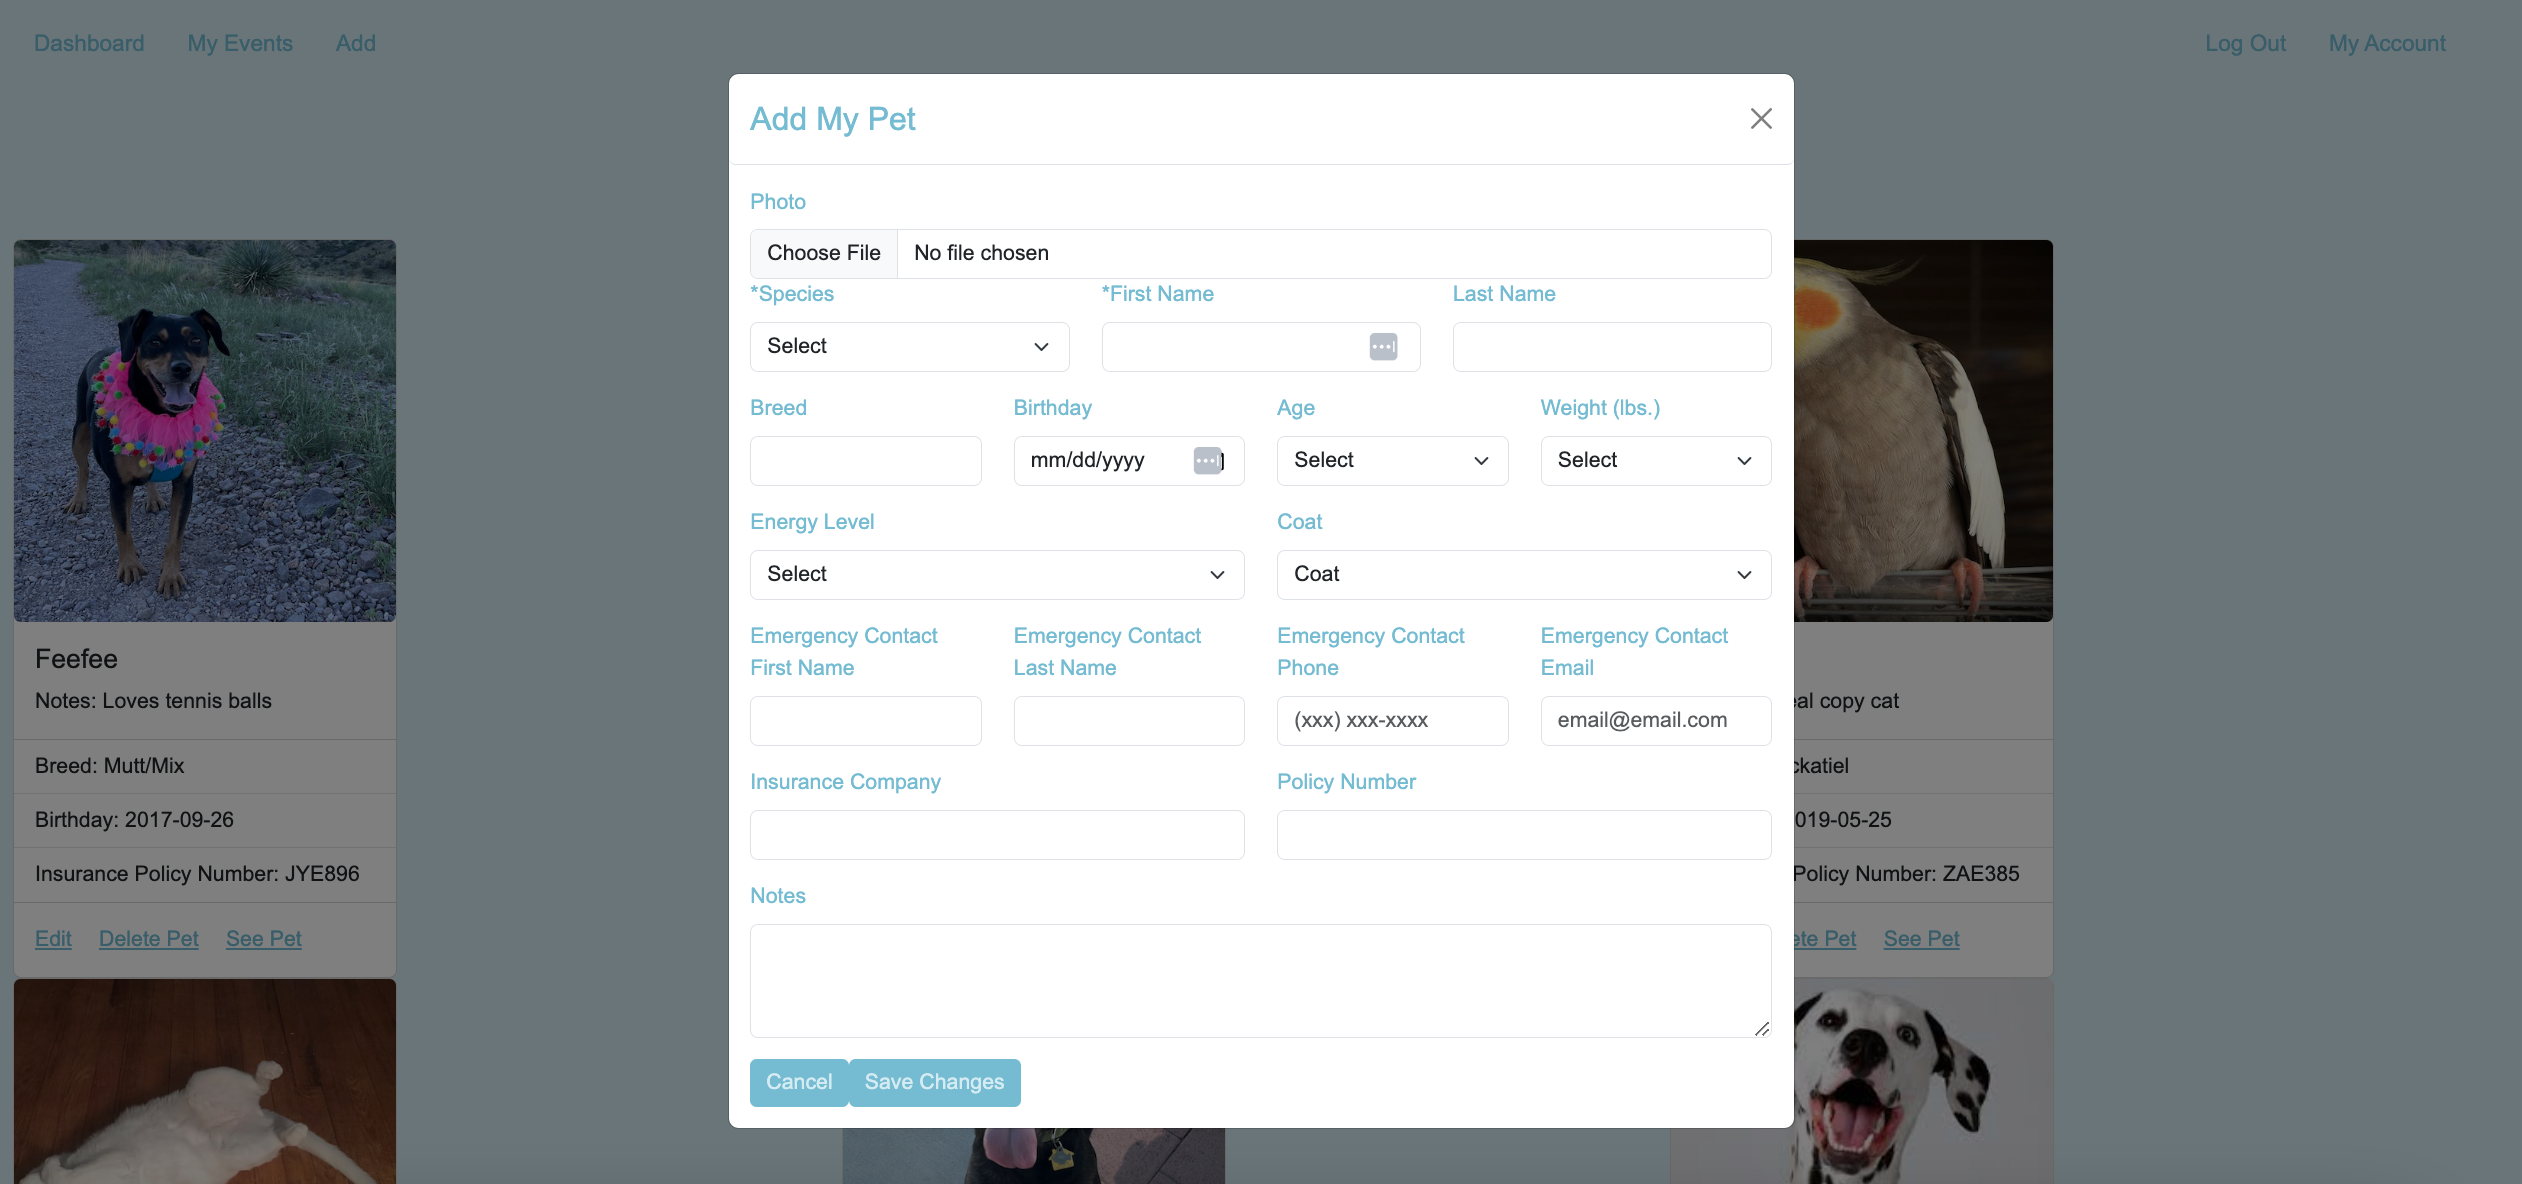 Dashboard My Events Add Log Out My Account
Add My Pet
Photo
Choose File No file chosen
*Species *First Name Last Name
Select
Breed Birthday Age Weight (lbs.)
mm/dd/yyyy Select Select
Energy Level Coat
Select Coat
Emergency Contact First Name Emergency Contact Last Name Emergency Contact Phone Emergency Contact Email
(xxx) xxx-xxxx email@email.com
Insurance Company Policy Number
Notes
Cancel Save Changes
Feefee
Notes: Loves tennis balls
Breed: Mutt/Mix
Birthday: 2017-09-26
Insurance Policy Number: JYE896
Edit Delete Pet See Pet
eal copy cat
ckatiel
019-05-25
Policy Number: ZAE385
ete Pet See Pet